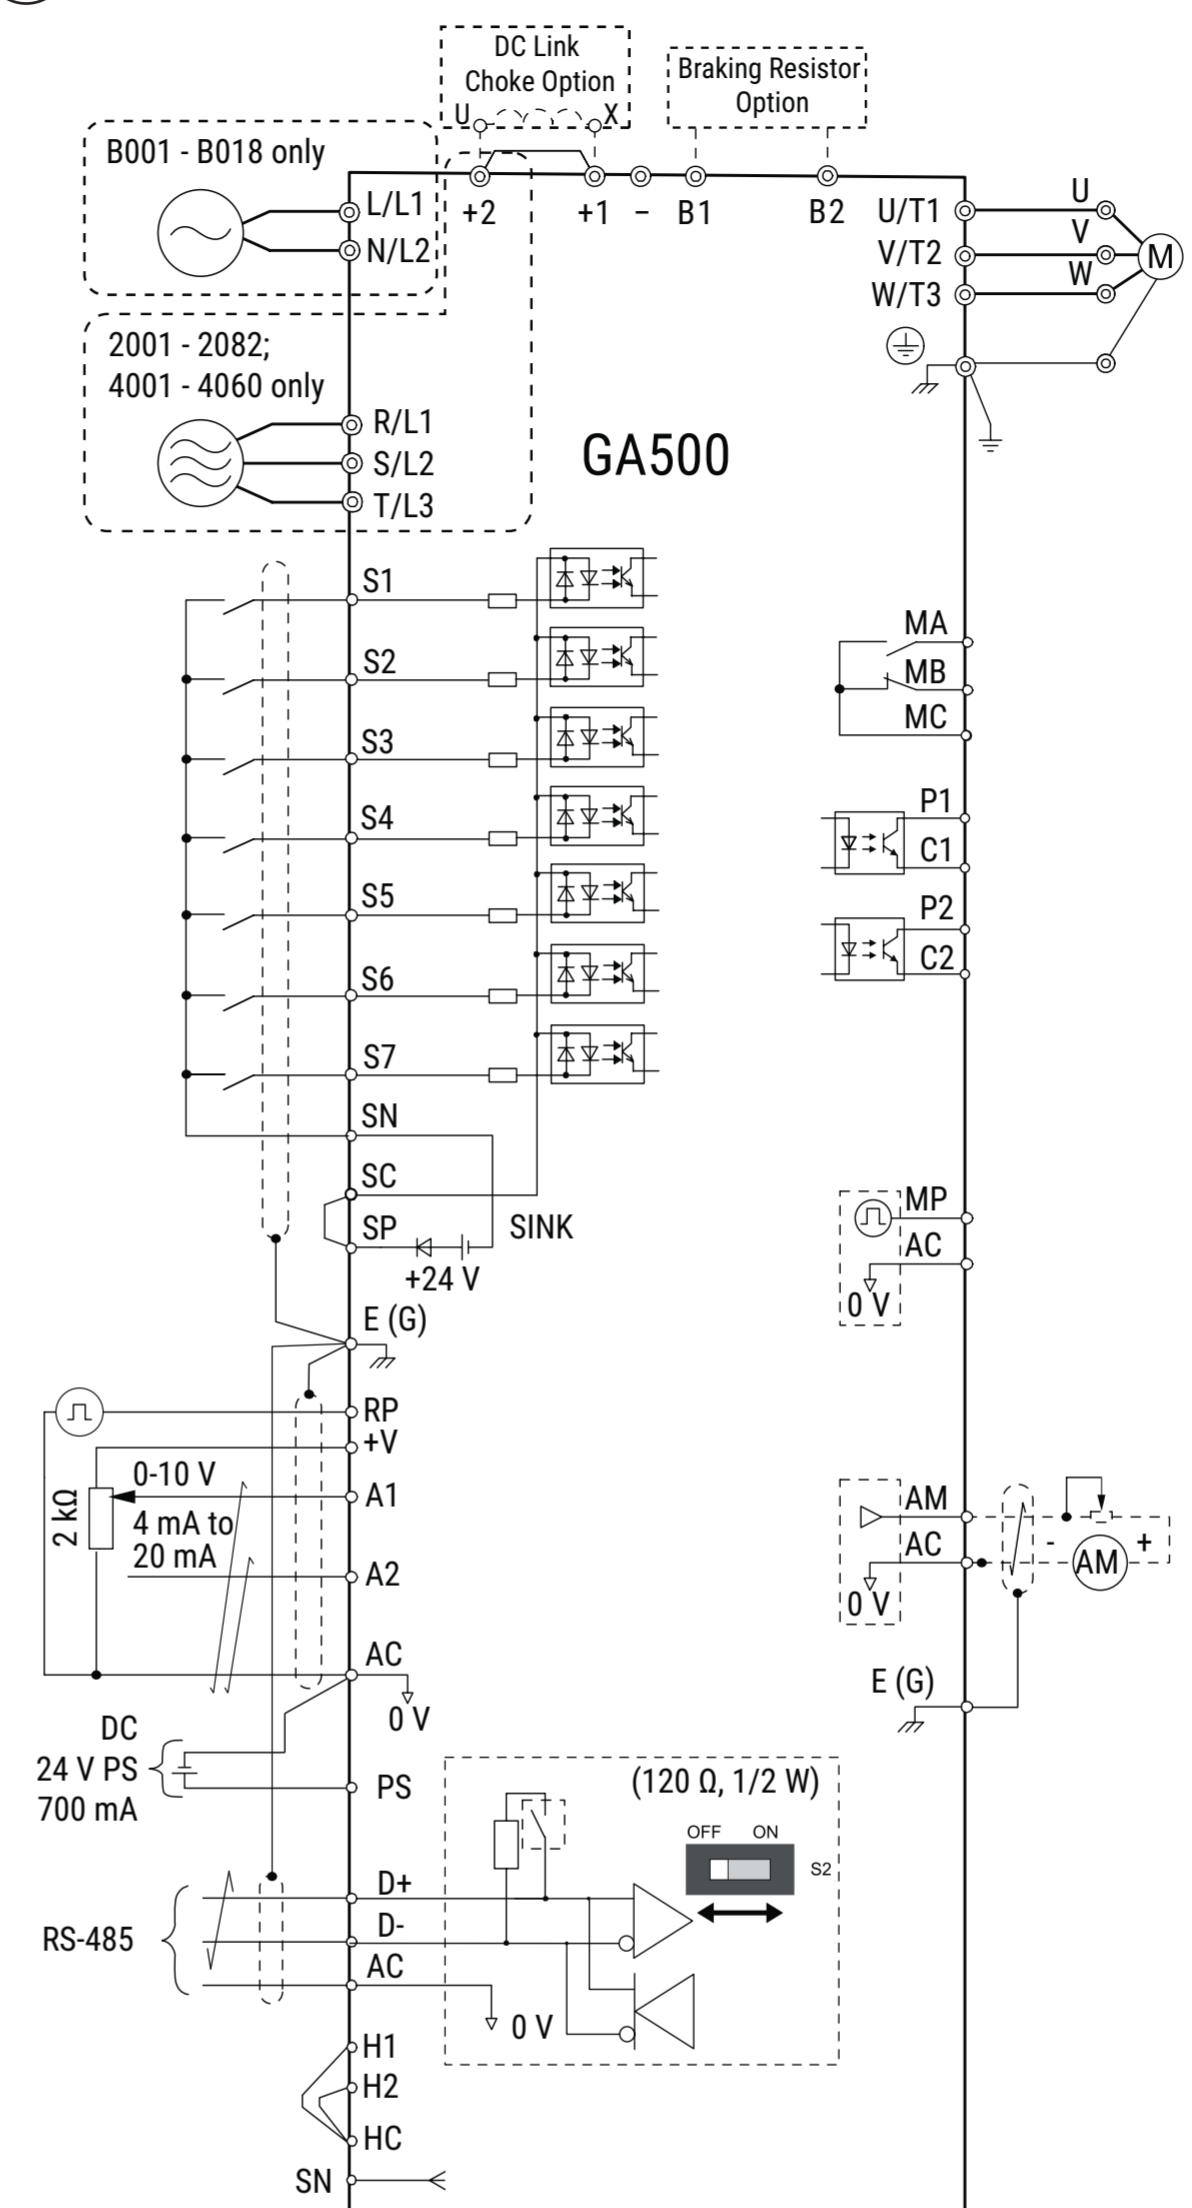 DC Link
Choke Option
U X
Braking Resistor
Option
B001 - B018 only
L/L1
N/L2
+2 +1 – B1 B2
U/T1
V/T2
W/T3
U
V
W
M
2001 - 2082;
4001 - 4060 only
R/L1
S/L2
T/L3
GA500
S1
S2
S3
S4
S5
S6
S7
SN
SC
SP
SINK
+24 V
E (G)
MA
MB
MC
P1
C1
P2
C2
MP
AC
0 V
RP
+V
0-10 V
A1
2 kΩ
4 mA to
20 mA
A2
AC
0 V
AM
AC
0 V
- +
AM
E (G)
DC
24 V PS
700 mA
PS
(120 Ω, 1/2 W)
OFF ON
S2
D+
D-
RS-485
AC
0 V
H1
H2
HC
SN